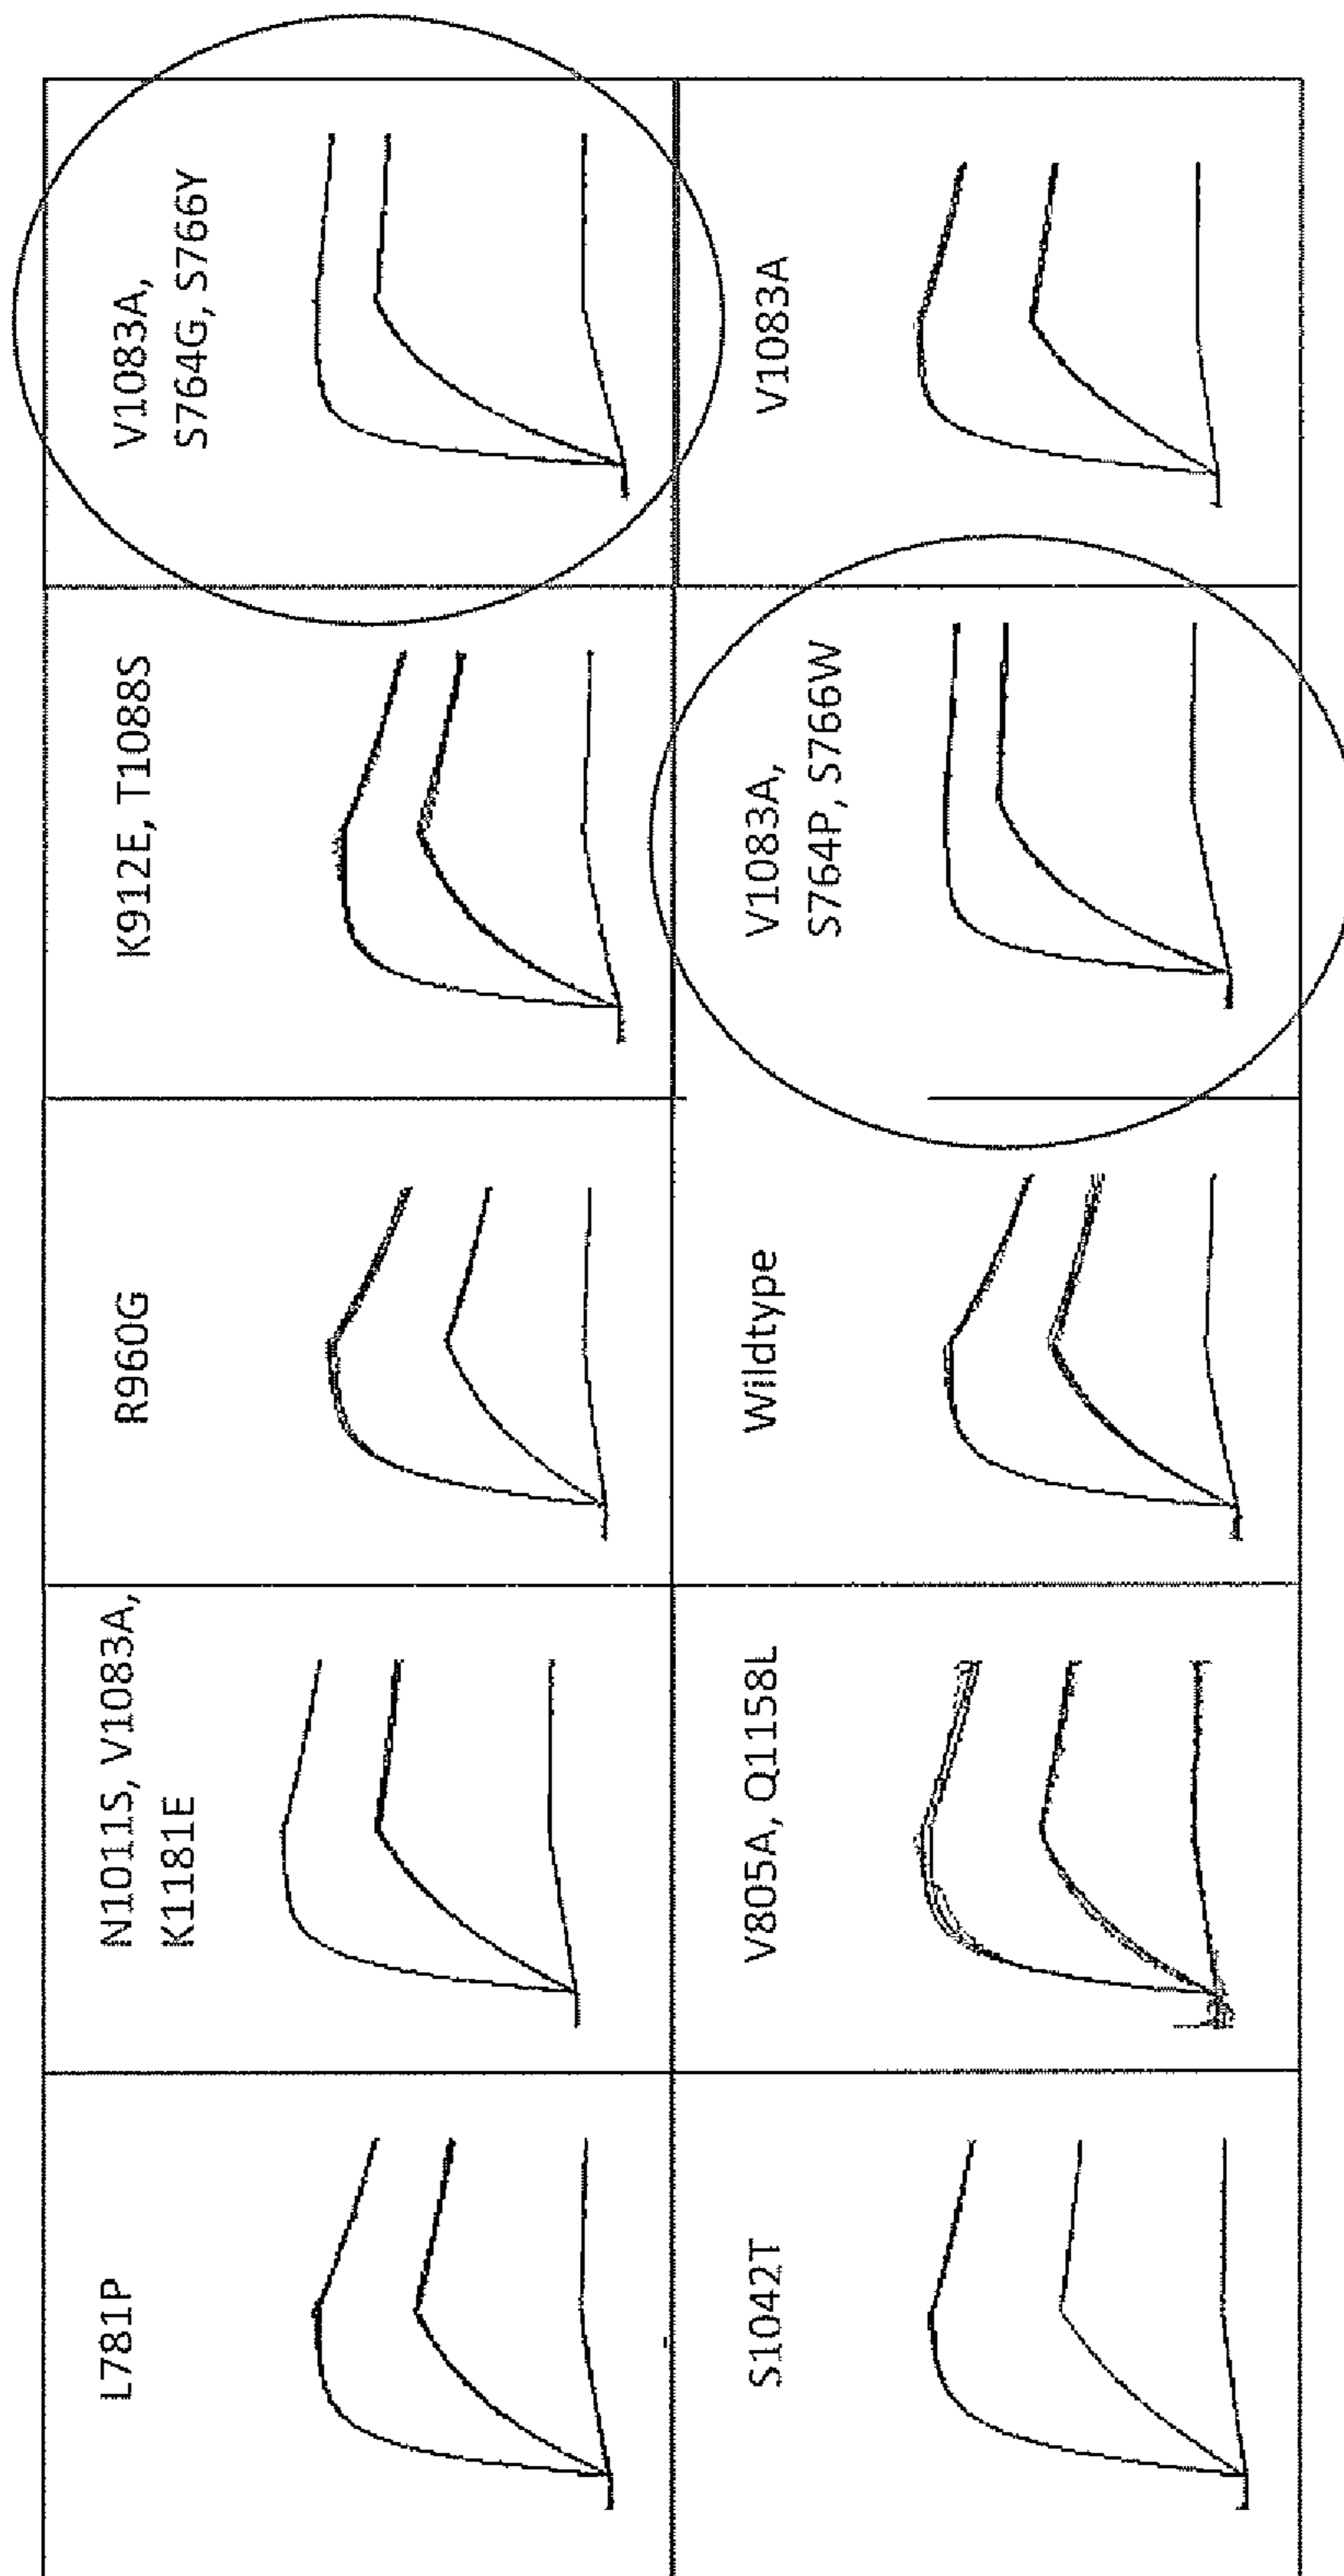 L781P
N1011S, V1083A,
K1181E
R960G
K912E, T1088S
V1083A,
S764G, S766Y
S1042T
V805A, Q1158L
Wildtype
V1083A,
S764P, S766W
V1083A